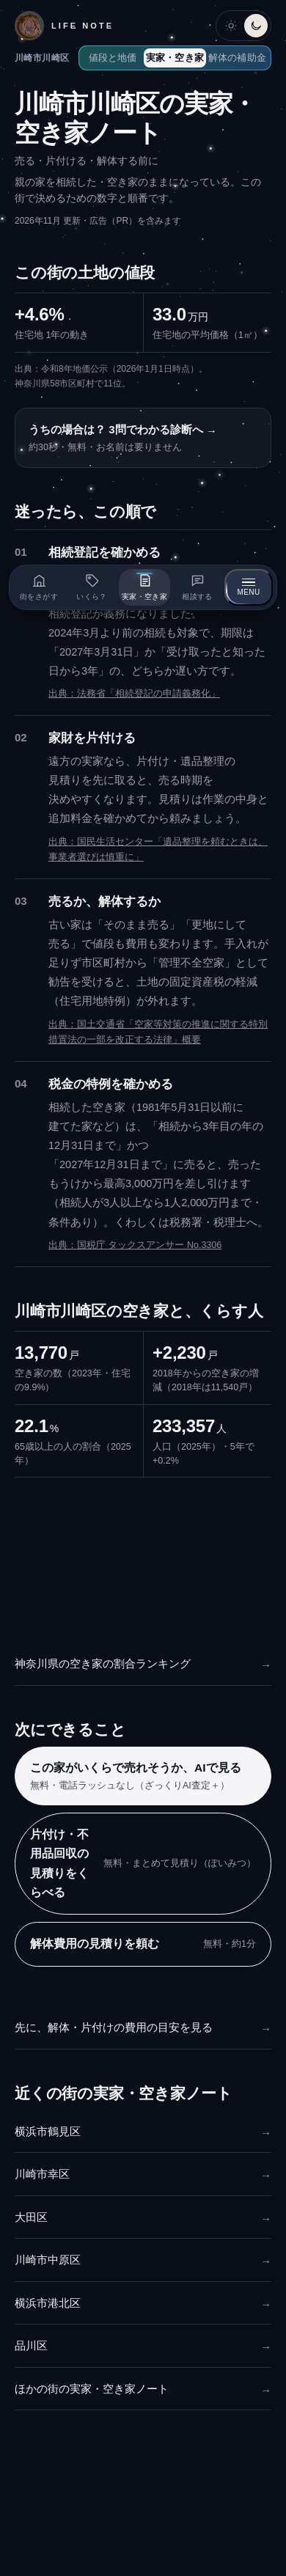 LIFE NOTE
川崎市川崎区
値段と土地
実家・空き家
解体の補助金
川崎市川崎区の実家・
空き家ノート
売る・片付ける・解体する前に
親の家を相続した・空き家のままになっている。この
街で決めるための数字と順番です。
2026年11月 更新・広告（PR）を含みます
この街の土地の値段
+4.6%
住宅地 1年の動き
33.0万円
住宅地の平均価格（1㎡）
出典：令和8年地価公示（2026年1月1日時点）。
神奈川県58市区町村で11位。
うちの場合は？ 3問でわかる診断へ →
約30秒・無料・お名前は要りません
迷ったら、この順で
01 相続登記を確かめる
街をさがす
いくら？
実家・空き家
相談する
MENU
相続登記が義務になりました。
2024年3月より前の相続も対象で、期限は
「2027年3月31日」か「受け取ったと知った
日から3年」の、どちらか遅い方です。
出典：法務省「相続登記の申請義務化」
02 家財を片付ける
遠方の実家なら、片付け・遺品整理の
見積りを先に取ると、売る時期を
決めやすくなります。見積りは作業の中身と
追加料金を確かめてから頼みましょう。
出典：国民生活センター「遺品整理を頼むときは、
事業者選びは慎重に」
03 売るか、解体するか
古い家は「そのまま売る」「更地にして
売る」で値段も費用も変わります。手入れが
足りず市区町村から「管理不全空家」として
勧告を受けると、土地の固定資産税の軽減
（住宅用地特例）が外れます。
出典：国土交通省「空家等対策の推進に関する特別
措置法の一部を改正する法律」概要
04 税金の特例を確かめる
相続した空き家（1981年5月31日以前に
建てた家など）は、「相続から3年目の年の
12月31日まで」かつ
「2027年12月31日まで」に売ると、売った
もうけから最高3,000万円を差し引けます
（相続人が3人以上なら1人2,000万円まで・
条件あり）。くわしくは税務署・税理士へ。
出典：国税庁 タックスアンサー No.3306
川崎市川崎区の空き家と、くらす人
13,770戸
空き家の数（2023年・住宅
の9.9%）
+2,230戸
2018年からの空き家の増
減（2018年は11,540戸）
22.1%
65歳以上の人の割合（2025
年）
233,357人
人口（2025年）・5年で
+0.2%
神奈川県の空き家の割合ランキング →
次にできること
この家がいくらで売れそうか、AIで見る
無料・電話ラッシュなし（ざっくりAI査定＋）
片付け・不
用品回収の
見積りをく
らべる
無料・まとめて見積り（ぽいみつ）
解体費用の見積りを頼む
無料・約1分
先に、解体・片付けの費用の目安を見る →
近くの街の実家・空き家ノート
横浜市鶴見区 →
川崎市幸区 →
大田区 →
川崎市中原区 →
横浜市港北区 →
品川区 →
ほかの街の実家・空き家ノート →